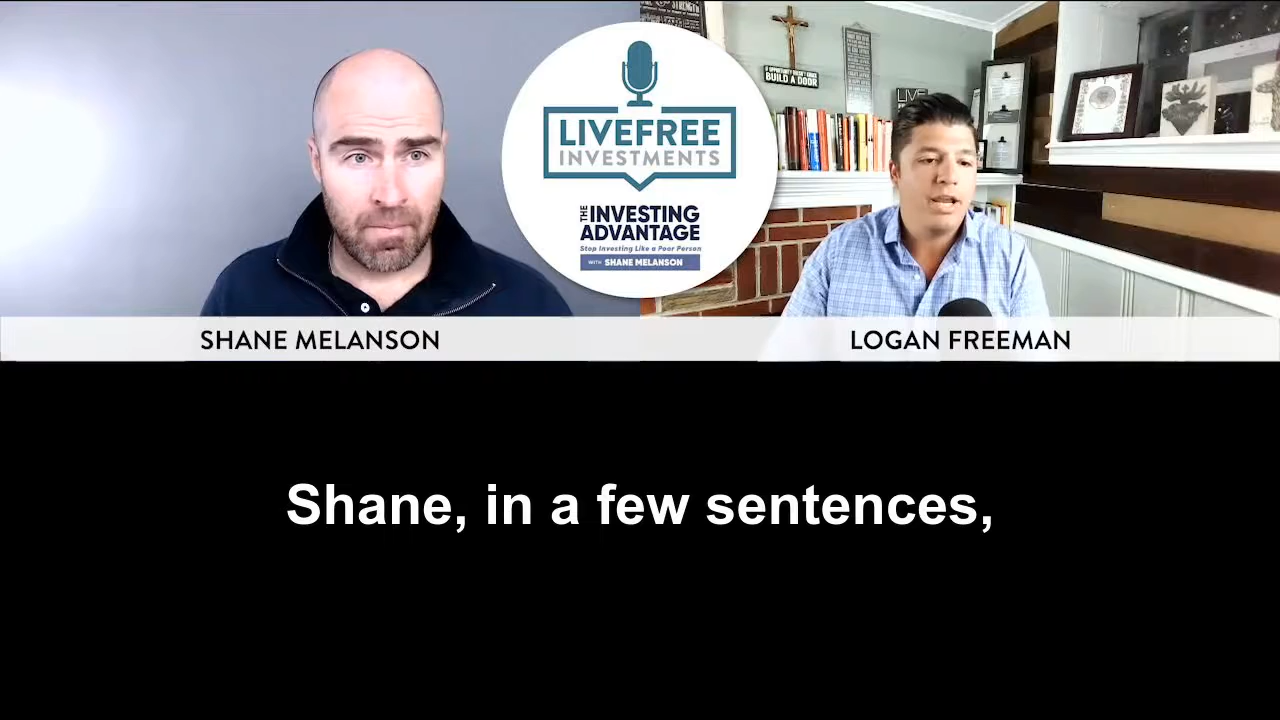 LIVEFREE
INVESTMENTS
THE INVESTING
ADVANTAGE
Stop Investing Like a Poor Person
WITH SHANE MELANSON
BUILD A DOOR
LIVE
SHANE MELANSON
LOGAN FREEMAN
Shane, in a few sentences,